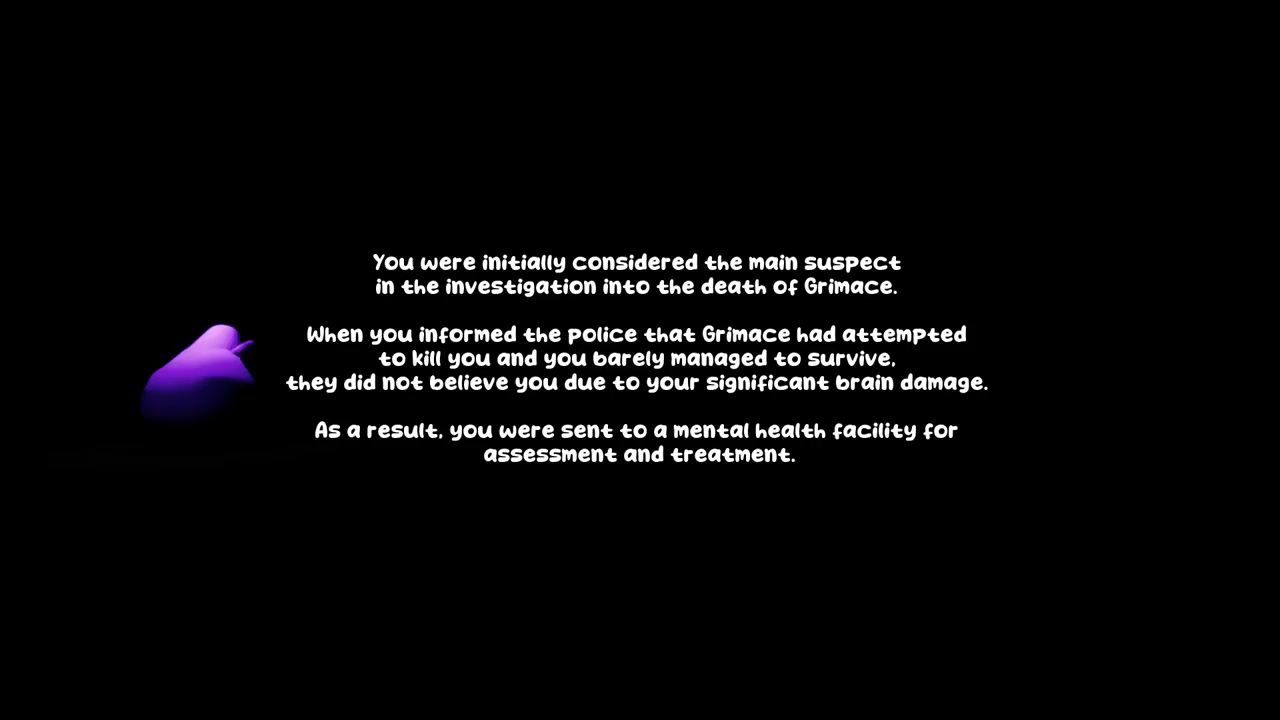 You were initially considered the main suspect
in the investigation into the death of Grimace.
When you informed the police that Grimace had attempted
to kill you and you barely managed to survive,
they did not believe you due to your significant brain damage.
As a result, you were sent to a mental health facility for
assessment and treatment.